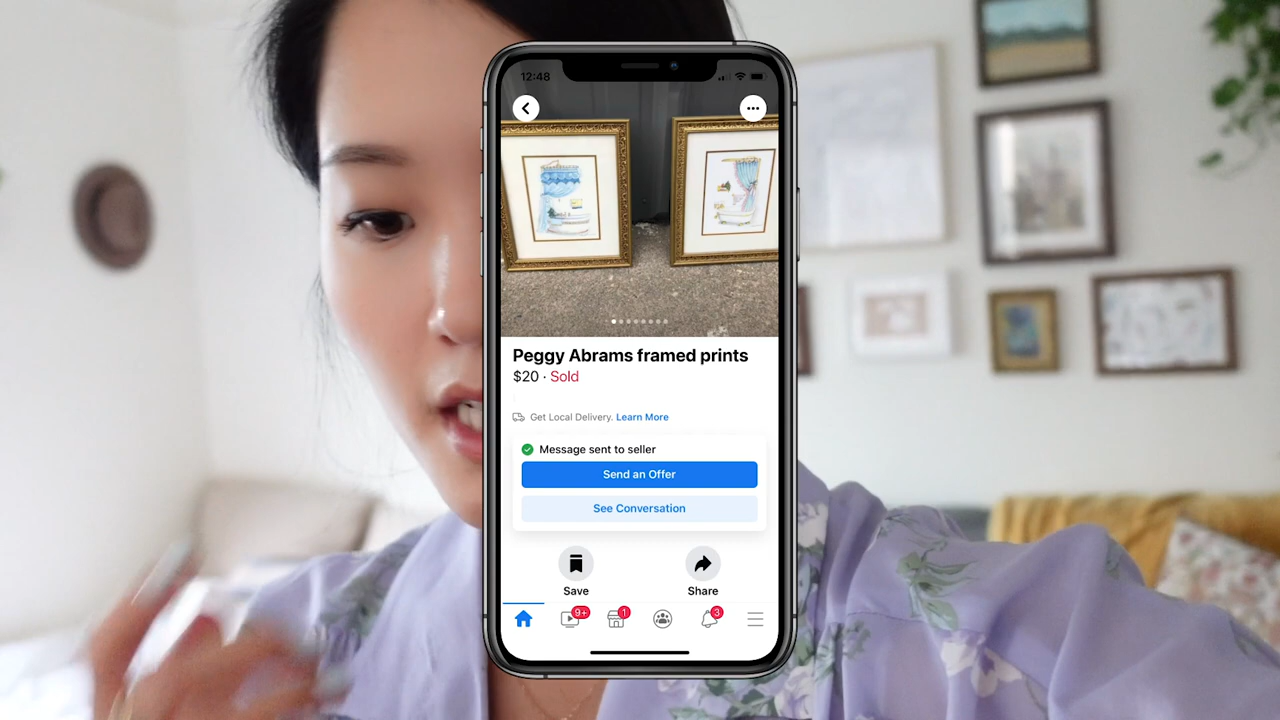 12:48
Peggy Abrams framed prints
$20 · Sold
Get Local Delivery. Learn More
Message sent to seller
Send an Offer
See Conversation
Save
Share
9+
1
3